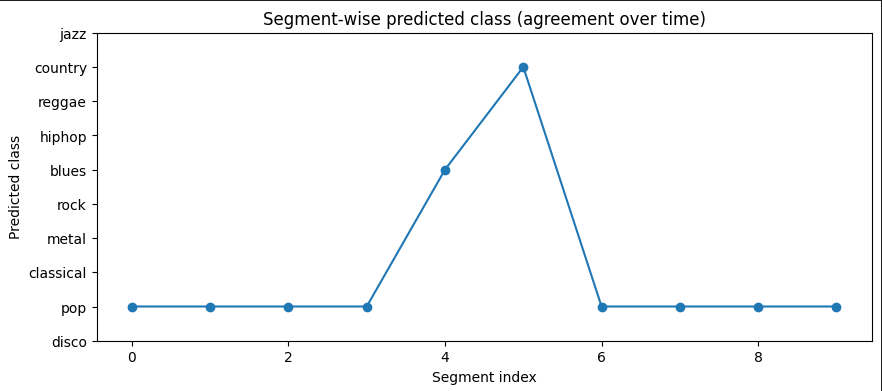 Segment-wise predicted class (agreement over time)
jazz
country
reggae
hiphop
blues
rock
metal
classical
pop
disco
Predicted class
0 2 4 6 8
Segment index